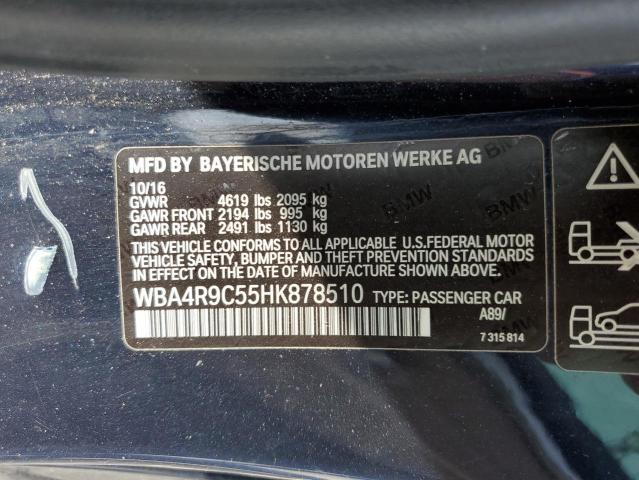 MFD BY BAYERISCHE MOTOREN WERKE AG
10/16
GVWR 4619 lbs 2095 kg
GAWR FRONT 2194 lbs 995 kg
GAWR REAR 2491 lbs 1130 kg
THIS VEHICLE CONFORMS TO ALL APPLICABLE U.S.FEDERAL MOTOR
VEHICLE SAFETY, BUMPER AND THEFT PREVENTION STANDARDS
IN EFFECT ON THE DATE OF MANUFACTURE SHOWN ABOVE.
WBA4R9C55HK878510 TYPE: PASSENGER CAR
A89/
7 315 814